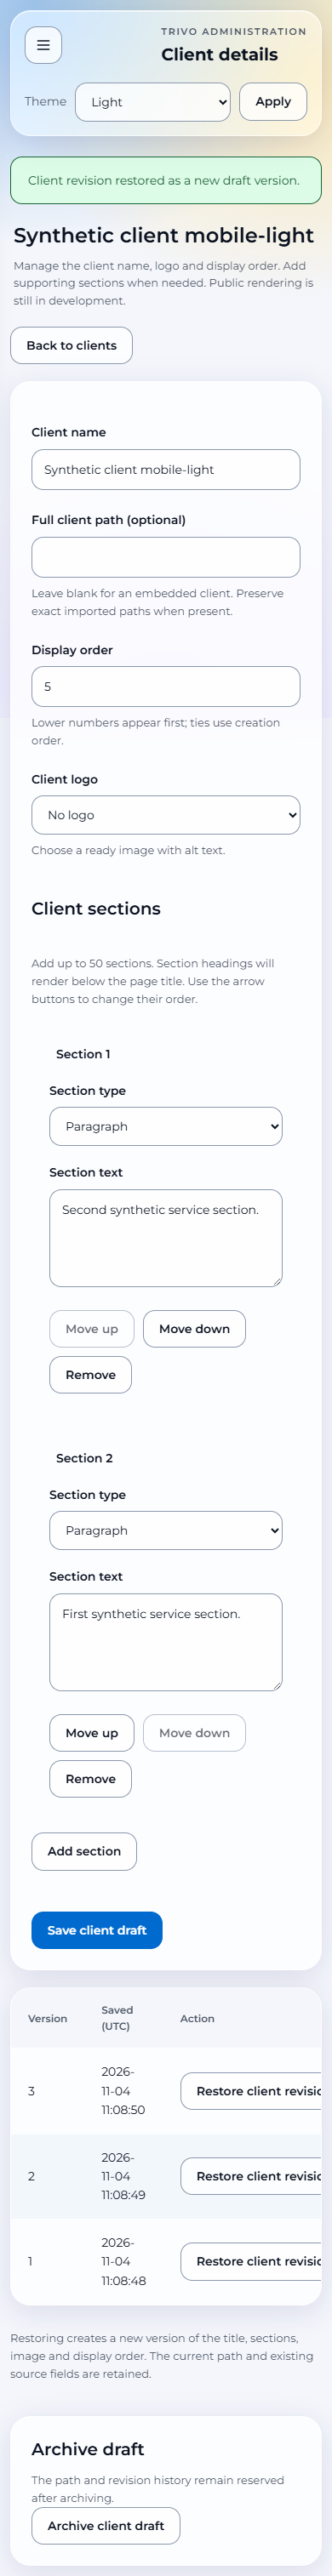 TRIVO ADMINISTRATION
Client details
Theme
Light
Apply
Client revision restored as a new draft version.
Synthetic client mobile-light
Manage the client name, logo and display order. Add
supporting sections when needed. Public rendering is
still in development.
Back to clients
Client name
Synthetic client mobile-light
Full client path (optional)
Leave blank for an embedded client. Preserve
exact imported paths when present.
Display order
5
Lower numbers appear first; ties use creation
order.
Client logo
No logo
Choose a ready image with alt text.
Client sections
Add up to 50 sections. Section headings will
render below the page title. Use the arrow
buttons to change their order.
Section 1
Section type
Paragraph
Section text
Second synthetic service section.
Move up
Move down
Remove
Section 2
Section type
Paragraph
Section text
First synthetic service section.
Move up
Move down
Remove
Add section
Save client draft
Version
Saved
(UTC)
Action
3
2026-
11-04
11:08:50
Restore client
2
2026-
11-04
11:08:49
Restore client
1
2026-
11-04
11:08:48
Restore client
Restoring creates a new version of the title, sections,
image and display order. The current path and existing
source fields are retained.
Archive draft
The path and revision history remain reserved
after archiving.
Archive client draft